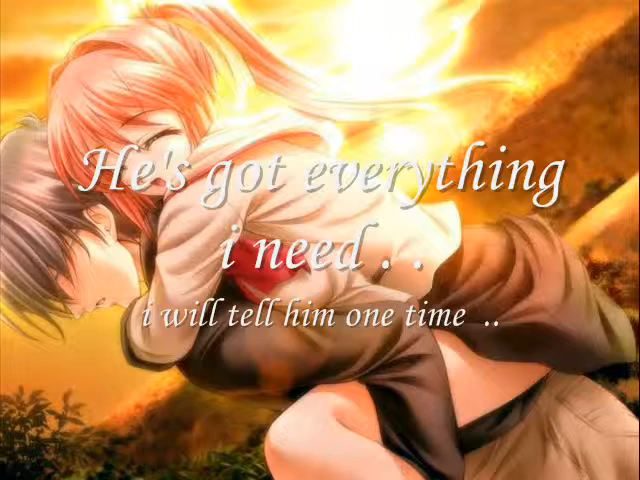 He's got everything
i need . .
i will tell him one time ..